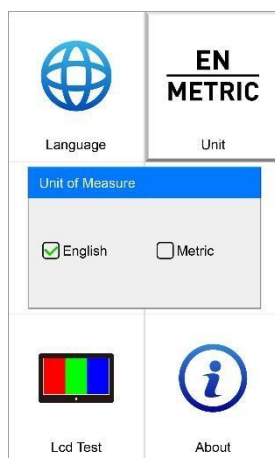 EN
METRIC
Language
Unit
Unit of Measure
English
Metric
Lcd Test
About